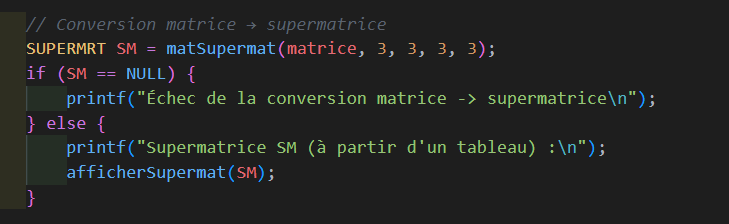 // Conversion matrice → supermatrice
SUPERMRT SM = matSupermat(matrice, 3, 3, 3, 3);
if (SM == NULL) {
    printf("Échec de la conversion matrice -> supermatrice\n");
} else {
    printf("Supermatrice SM (à partir d'un tableau) :\n");
    afficherSupermat(SM);
}